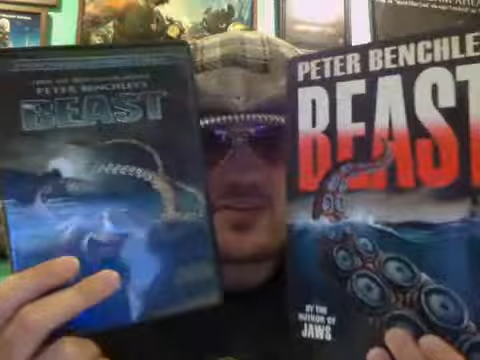 PETER BENCHLEY'S
BEAST
PETER BENCHLE
BEAST
BY THE
AUTHOR OF
JAWS